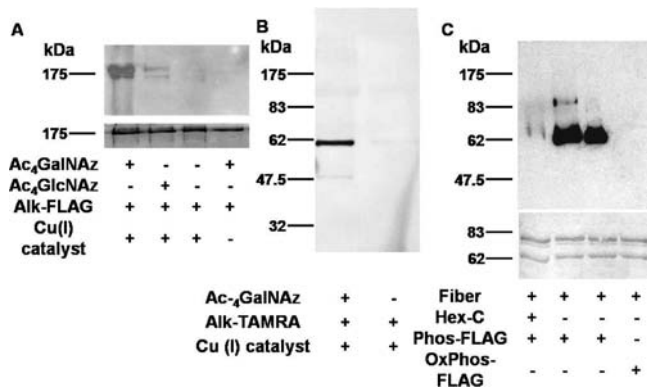 A
kDa
175
175
Ac4GalNAz + - - +
Ac4GlcNAz - + - -
Alk-FLAG + + + +
Cu(I) catalyst + + + -
B
kDa
175
83
62
47.5
32
Ac-4GalNAz + -
Alk-TAMRA + +
Cu (I) catalyst + +
C
kDa
175
83
62
47.5
83
62
Fiber + + + +
Hex-C + - - -
Phos-FLAG + + + -
OxPhos-FLAG - - - +